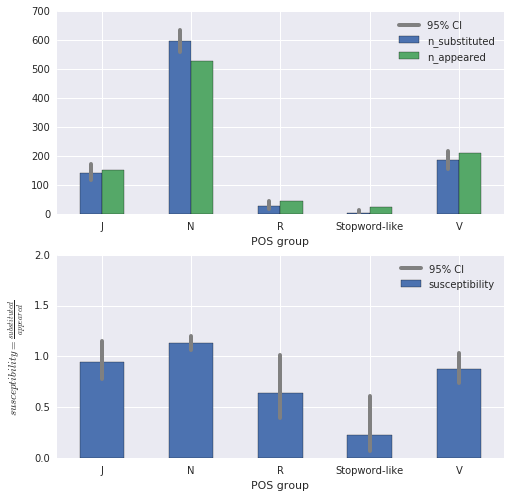 700
600
500
400
300
200
100
0
95% CI
n_substituted
n_appeared
J N R Stopword-like V
POS group
2.0
1.5
1.0
0.5
0.0
susceptibility = substituted/appeared
95% CI
susceptibility
J N R Stopword-like V
POS group